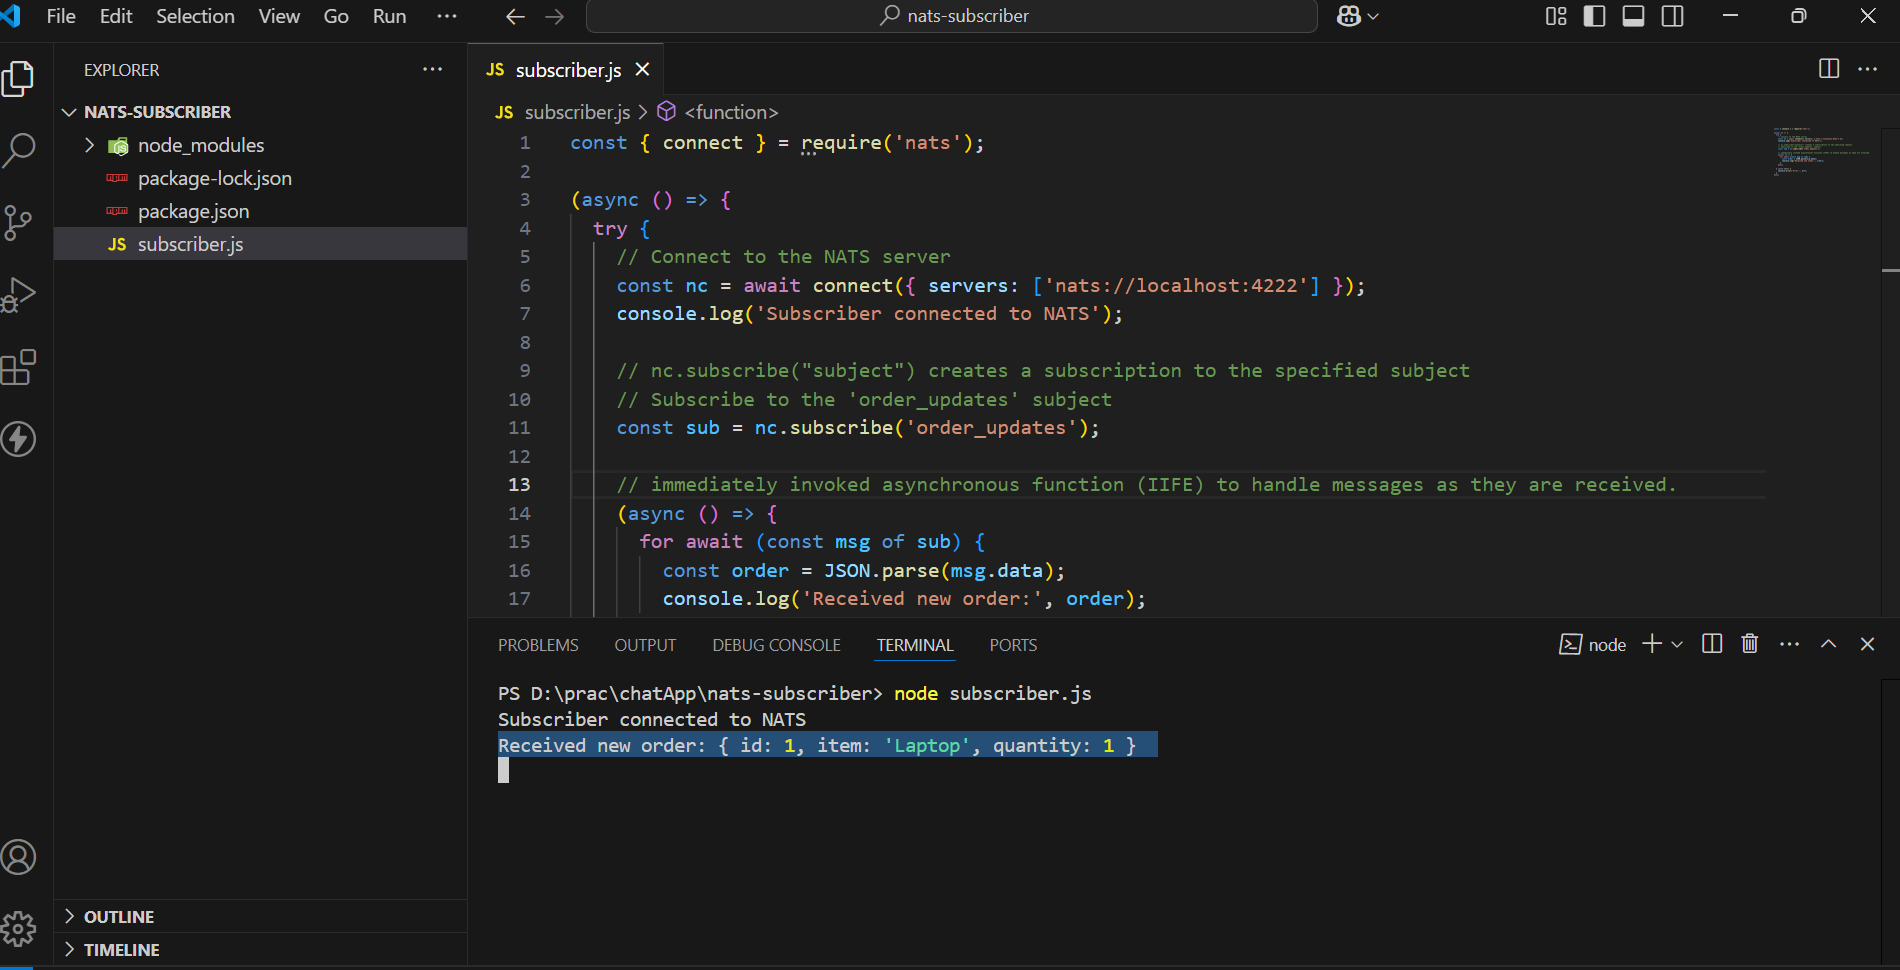 File Edit Selection View Go Run ···
nats-subscriber
EXPLORER
NATS-SUBSCRIBER
node_modules
package-lock.json
package.json
JS subscriber.js
OUTLINE
TIMELINE
JS subscriber.js
JS subscriber.js > <function>
1 const { connect } = require('nats');
2
3 (async () => {
4 try {
5 // Connect to the NATS server
6 const nc = await connect({ servers: ['nats://localhost:4222'] });
7 console.log('Subscriber connected to NATS');
8
9 // nc.subscribe("subject") creates a subscription to the specified subject
10 // Subscribe to the 'order_updates' subject
11 const sub = nc.subscribe('order_updates');
12
13 // immediately invoked asynchronous function (IIFE) to handle messages as they are received.
14 (async () => {
15 for await (const msg of sub) {
16 const order = JSON.parse(msg.data);
17 console.log('Received new order:', order);
PROBLEMS OUTPUT DEBUG CONSOLE TERMINAL PORTS
node
PS D:\prac\chatApp\nats-subscriber> node subscriber.js
Subscriber connected to NATS
Received new order: { id: 1, item: 'Laptop', quantity: 1 }